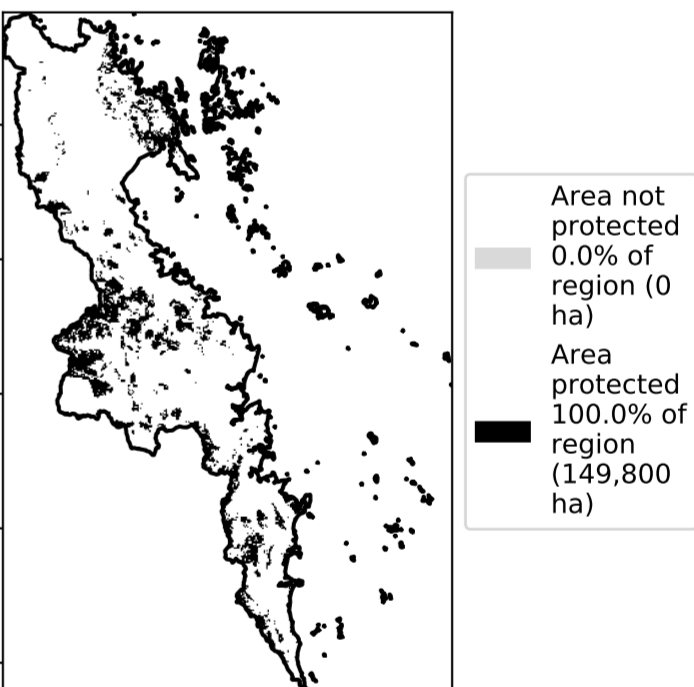 Area not
protected
0.0% of
region (0
ha)
Area
protected
100.0% of
region
(149,800
ha)